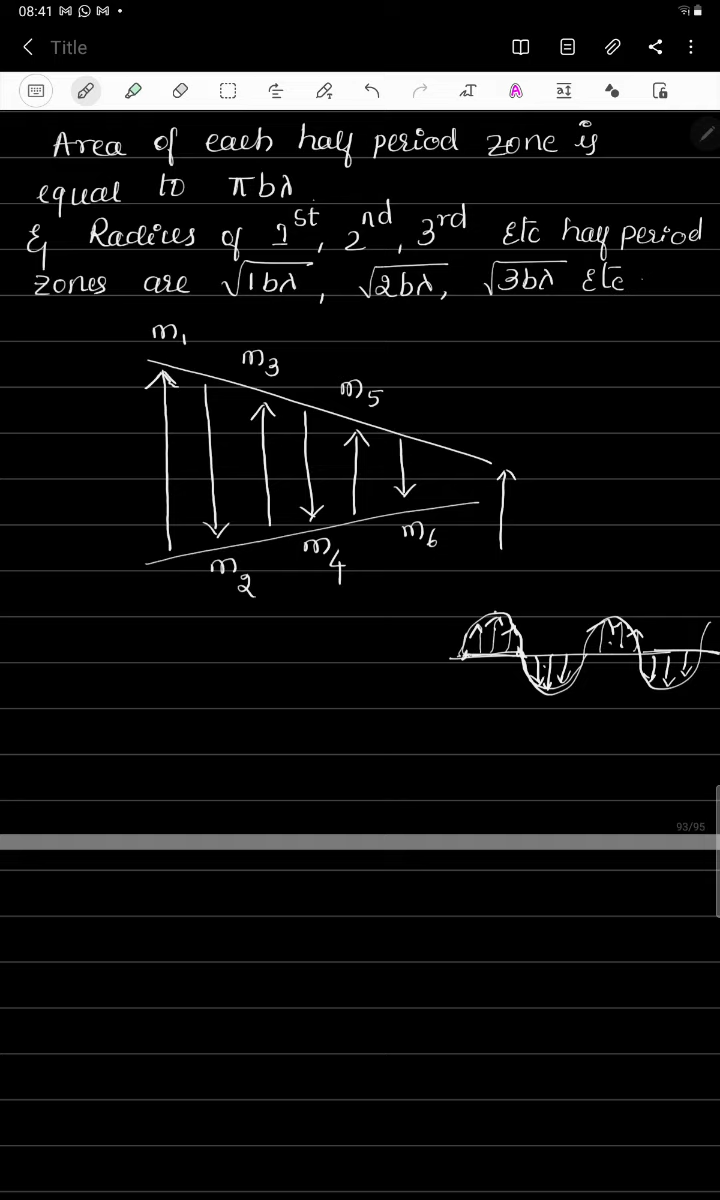 08:41
Title
Area of each half period zone is
equal to πbλ.
& Radius of 1st, 2nd, 3rd Etc half period
zones are √1bλ, √2bλ, √3bλ Etc.
m1
m3
m5
m6
m4
m2
93/95